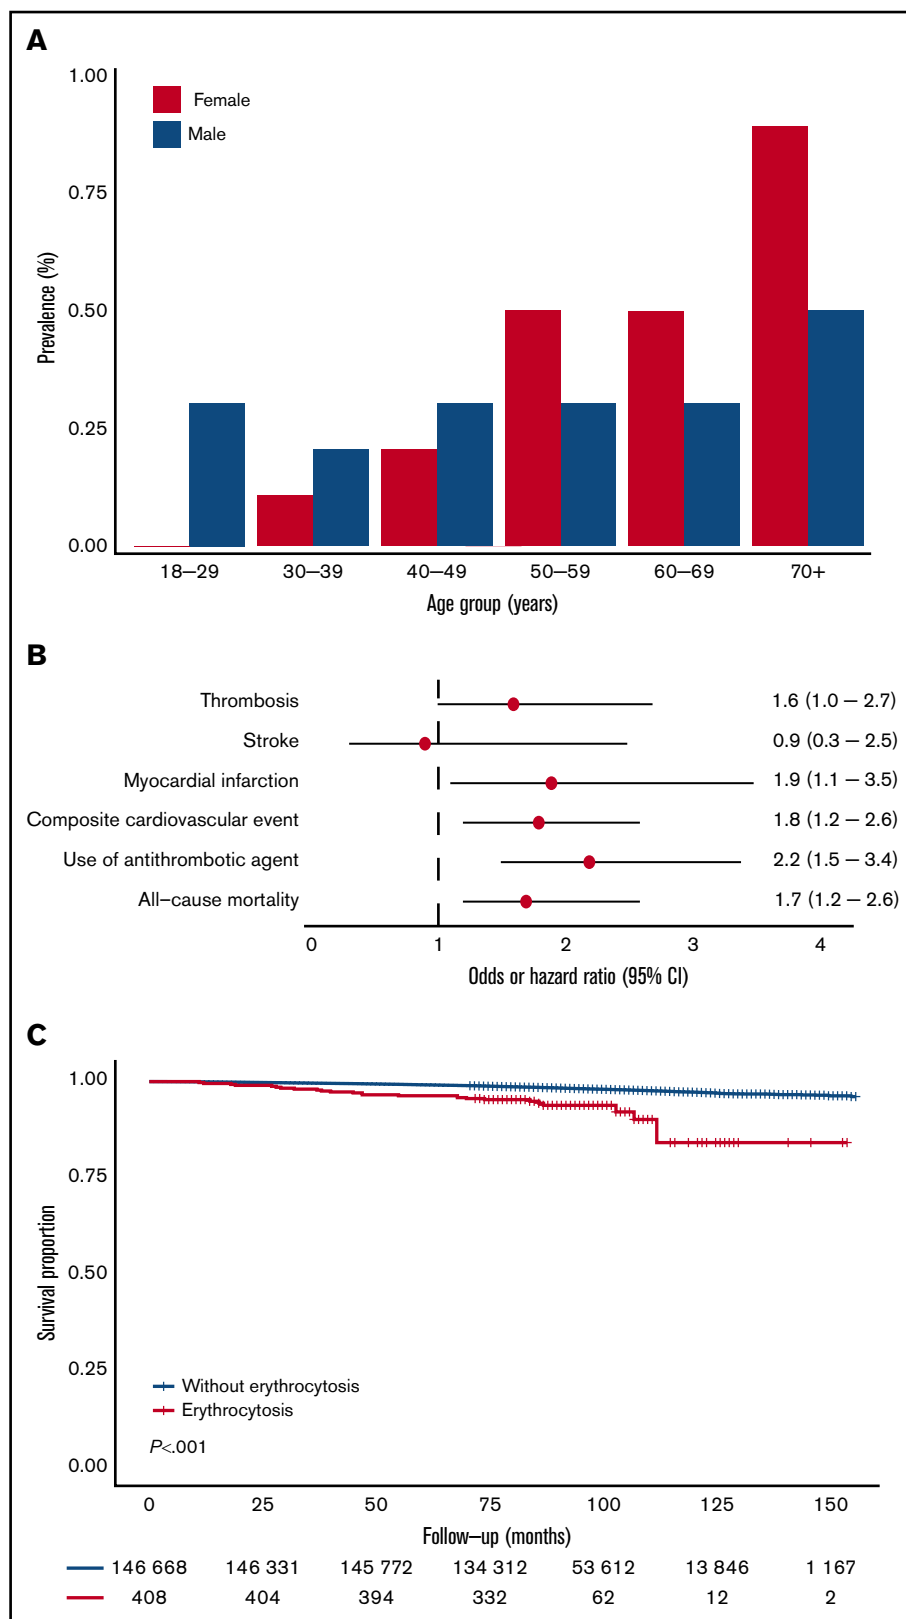 A
1.00
Female
Male
0.75
0.50
0.25
0.00
Prevalence (%)
18–29 30–39 40–49 50–59 60–69 70+
Age group (years)
B
Thrombosis 1.6 (1.0 – 2.7)
Stroke 0.9 (0.3 – 2.5)
Myocardial infarction 1.9 (1.1 – 3.5)
Composite cardiovascular event 1.8 (1.2 – 2.6)
Use of antithrombotic agent 2.2 (1.5 – 3.4)
All–cause mortality 1.7 (1.2 – 2.6)
0 1 2 3 4
Odds or hazard ratio (95% CI)
C
1.00
0.75
0.50
0.25
0.00
Survival proportion
Without erythrocytosis
Erythrocytosis
P<.001
0 25 50 75 100 125 150
Follow–up (months)
146 668 146 331 145 772 134 312 53 612 13 846 1 167
408 404 394 332 62 12 2